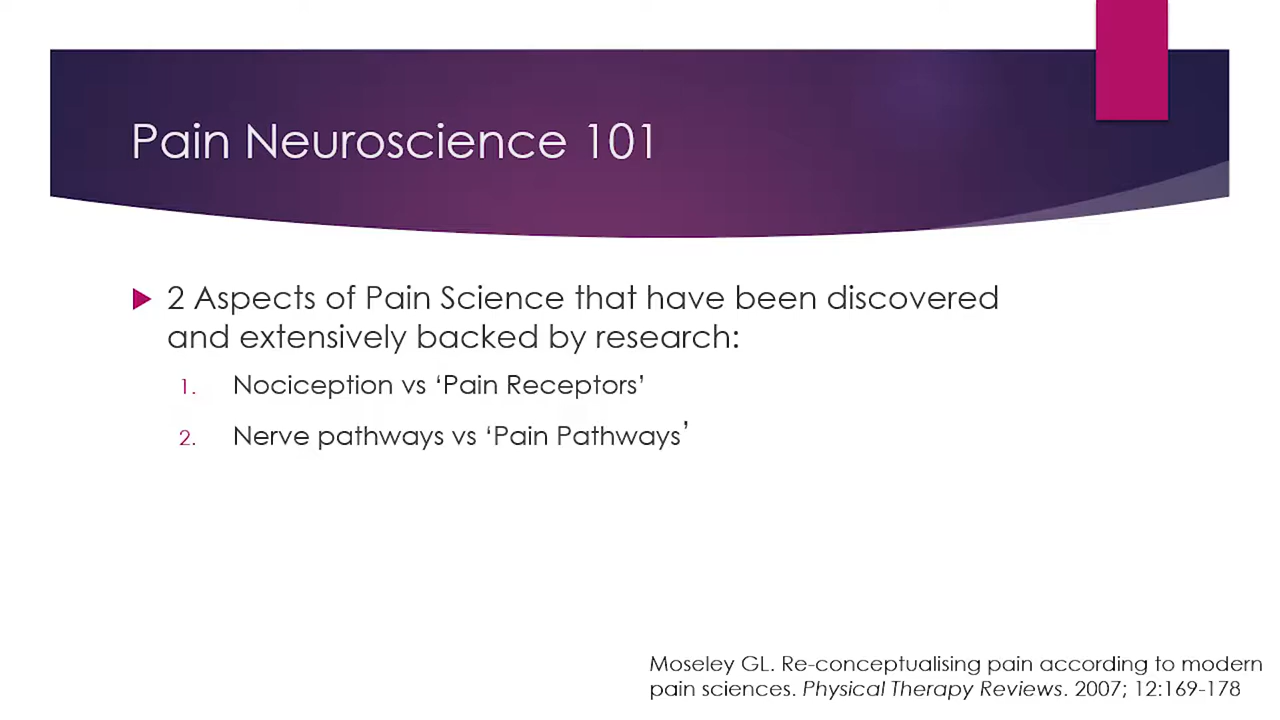 Pain Neuroscience 101
2 Aspects of Pain Science that have been discovered
and extensively backed by research:
1. Nociception vs ‘Pain Receptors’
2. Nerve pathways vs ‘Pain Pathways’
Moseley GL. Re-conceptualising pain according to modern
pain sciences. Physical Therapy Reviews. 2007; 12:169-178